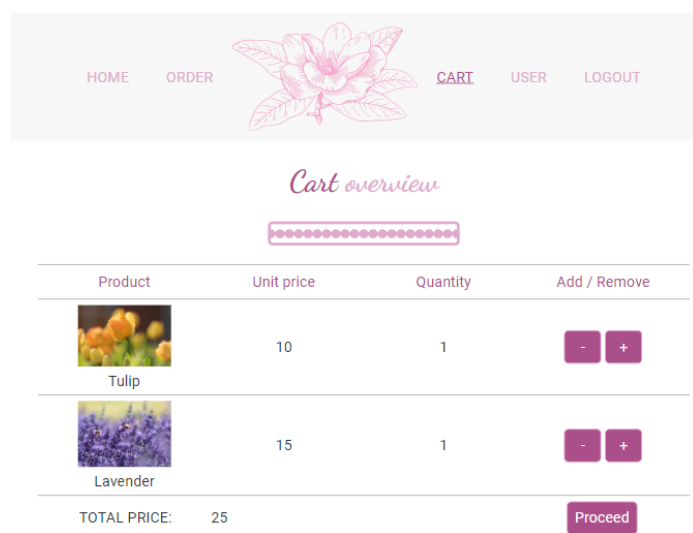 HOME ORDER CART USER LOGOUT
Cart overview
Product Unit price Quantity Add / Remove
10 1 - +
Tulip
15 1 - +
Lavender
TOTAL PRICE: 25 Proceed